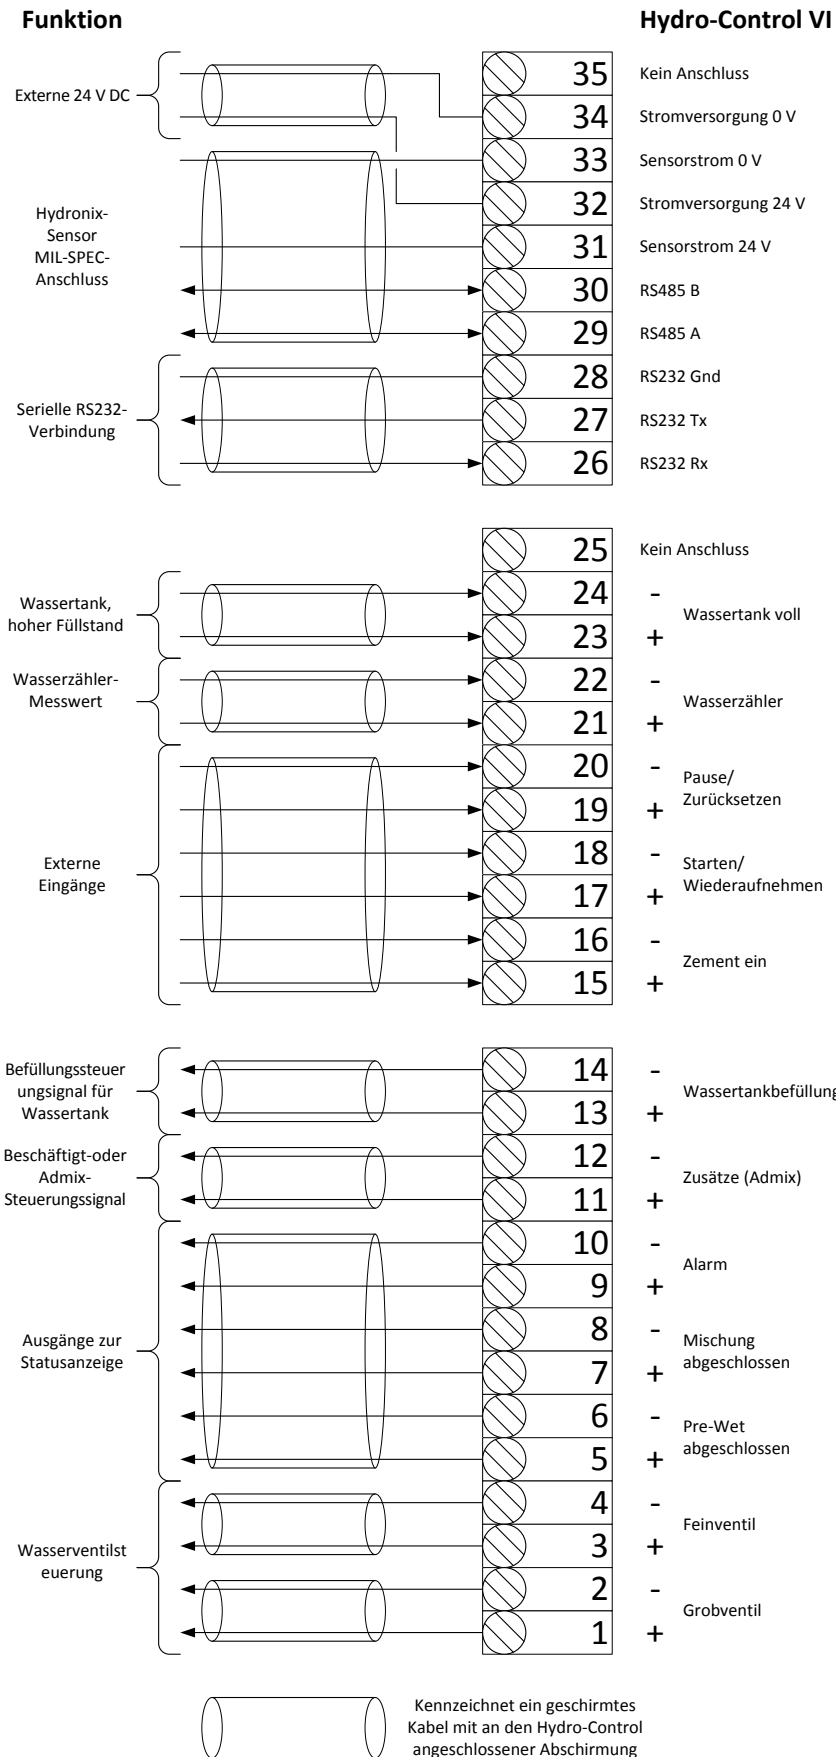 Funktion
Hydro-Control VI
Externe 24 V DC
35 Kein Anschluss
34 Stromversorgung 0 V
Hydronix-
Sensor
MIL-SPEC-
Anschluss
33 Sensorstrom 0 V
32 Stromversorgung 24 V
31 Sensorstrom 24 V
30 RS485 B
29 RS485 A
Serielle RS232-
Verbindung
28 RS232 Gnd
27 RS232 Tx
26 RS232 Rx
25 Kein Anschluss
Wassertank,
hoher Füllstand
24 -
23 +
Wassertank voll
Wasserzähler-
Messwert
22 -
21 +
Wasserzähler
Externe
Eingänge
20 -
19 +
Pause/
Zurücksetzen
18 -
17 +
Starten/
Wiederaufnehmen
16 -
15 +
Zement ein
Befüllungssteuer
ungsignal für
Wassertank
14 -
13 +
Wassertankbefüllung
Beschäftigt-oder
Admix-
Steuerungssignal
12 -
11 +
Zusätze (Admix)
Ausgänge zur
Statusanzeige
10 -
9 +
Alarm
8 -
7 +
Mischung
abgeschlossen
6 -
5 +
Pre-Wet
abgeschlossen
Wasserventilst
euerung
4 -
3 +
Feinventil
2 -
1 +
Grobventil
Kennzeichnet ein geschirmtes
Kabel mit an den Hydro-Control
angeschlossener Abschirmung